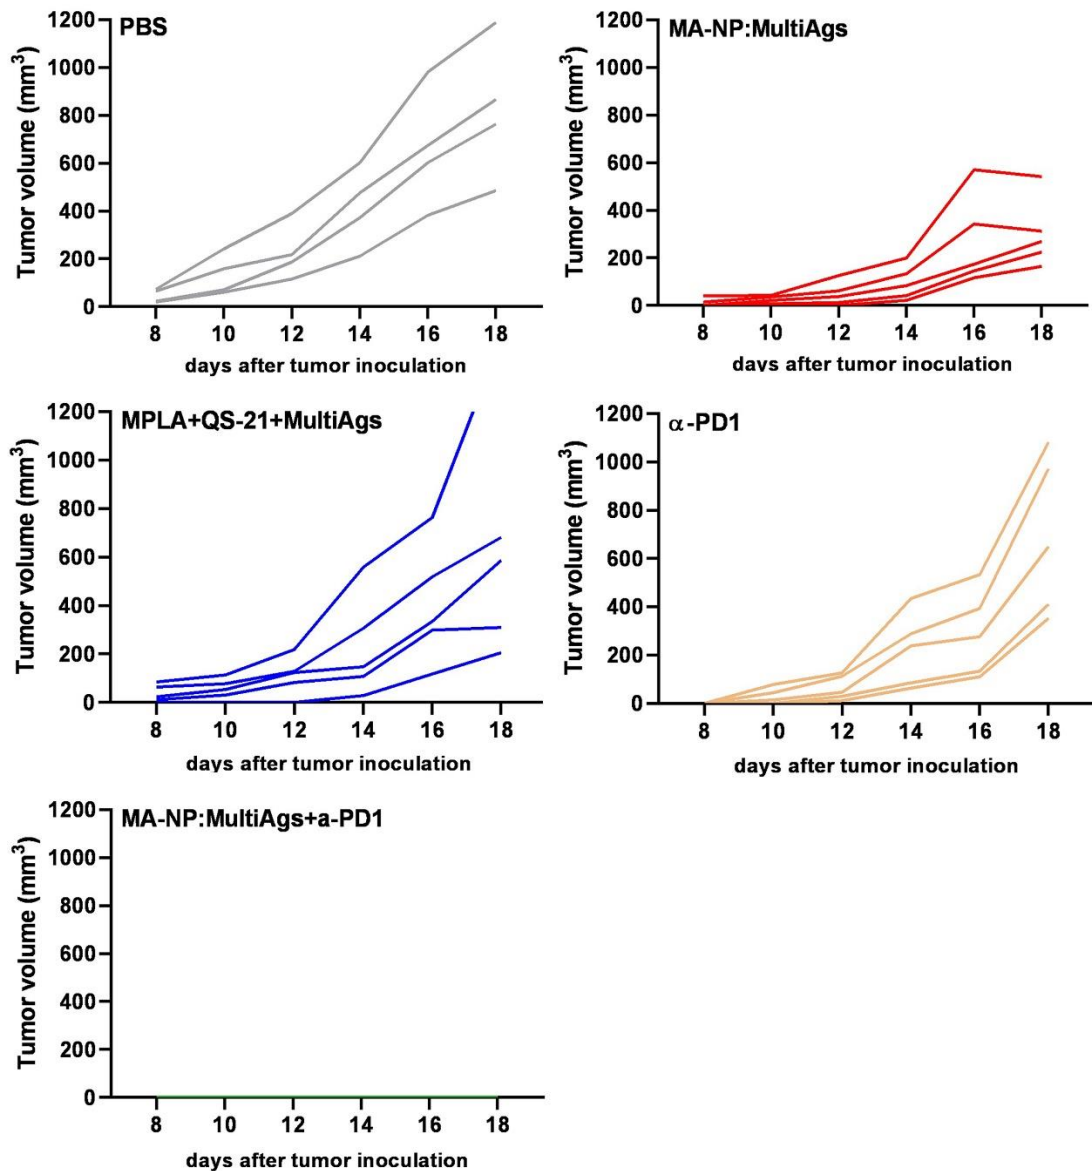 PBS
Tumor volume (mm³)
1200
1000
800
600
400
200
0
8 10 12 14 16 18
days after tumor inoculation
MA-NP:MultiAgs
Tumor volume (mm³)
1200
1000
800
600
400
200
0
8 10 12 14 16 18
days after tumor inoculation
MPLA+QS-21+MultiAgs
Tumor volume (mm³)
1200
1000
800
600
400
200
0
8 10 12 14 16 18
days after tumor inoculation
α-PD1
Tumor volume (mm³)
1200
1000
800
600
400
200
0
8 10 12 14 16 18
days after tumor inoculation
MA-NP:MultiAgs+a-PD1
Tumor volume (mm³)
1200
1000
800
600
400
200
0
8 10 12 14 16 18
days after tumor inoculation